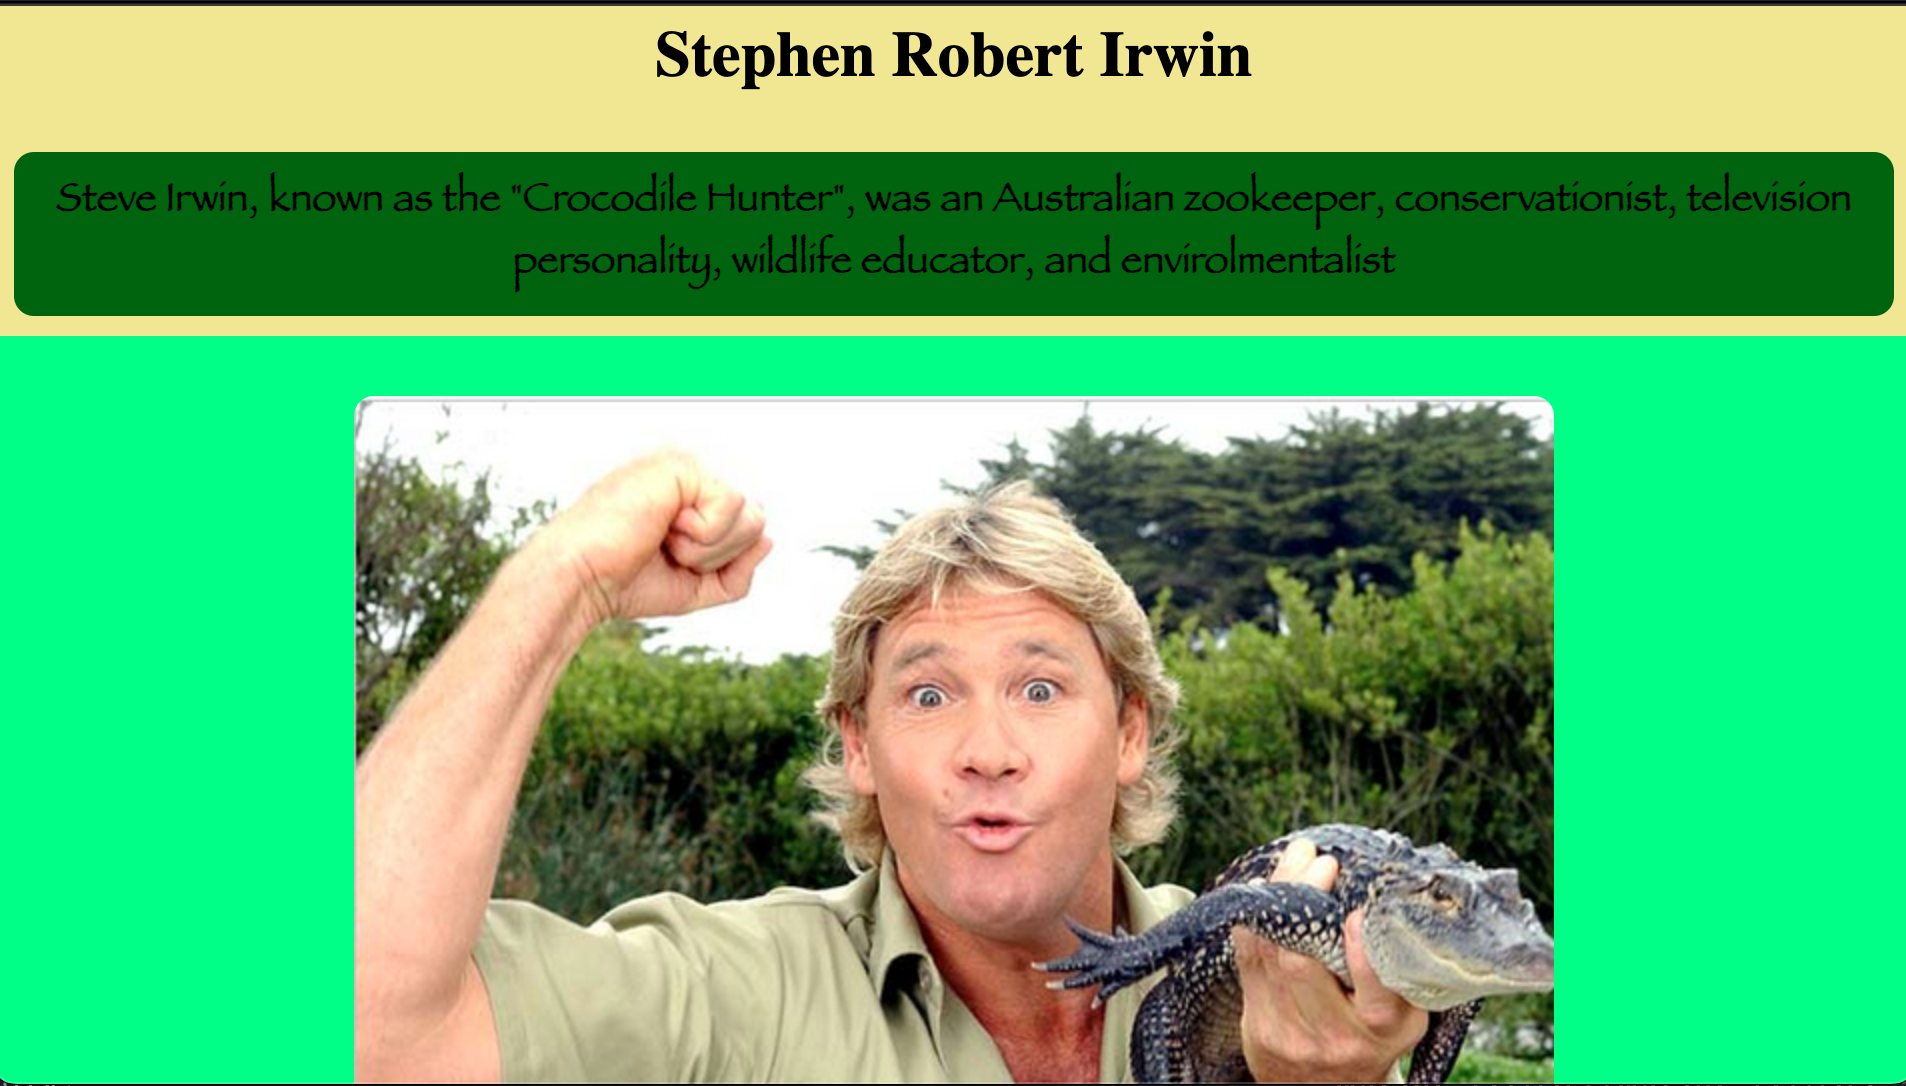 Stephen Robert Irwin
Steve Irwin, known as the "Crocodile Hunter", was an Australian zookeeper, conservationist, television
personality, wildlife educator, and envirolmentalist